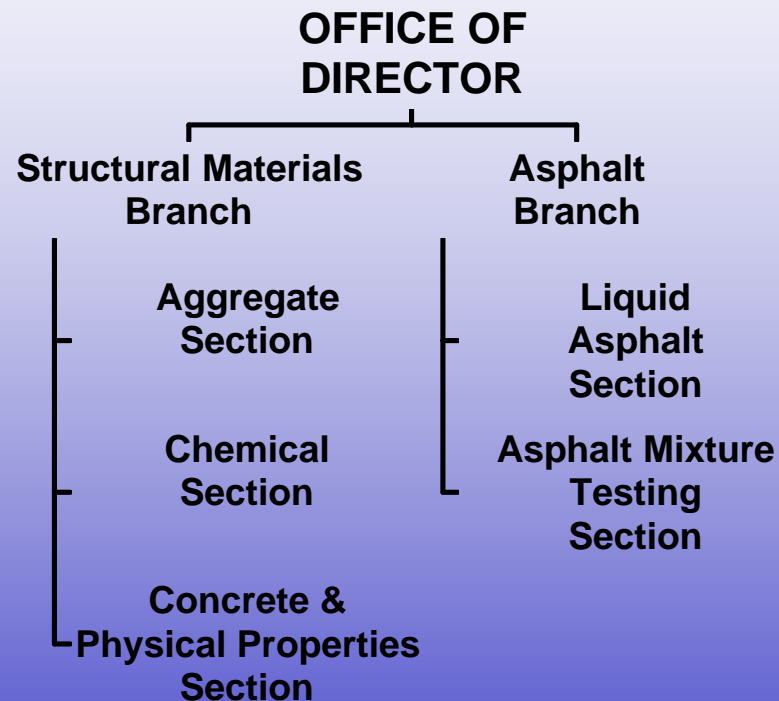 OFFICE OF
DIRECTOR
Structural Materials
Branch
Aggregate
Section
Chemical
Section
Concrete &
Physical Properties
Section
Asphalt
Branch
Liquid
Asphalt
Section
Asphalt Mixture
Testing
Section